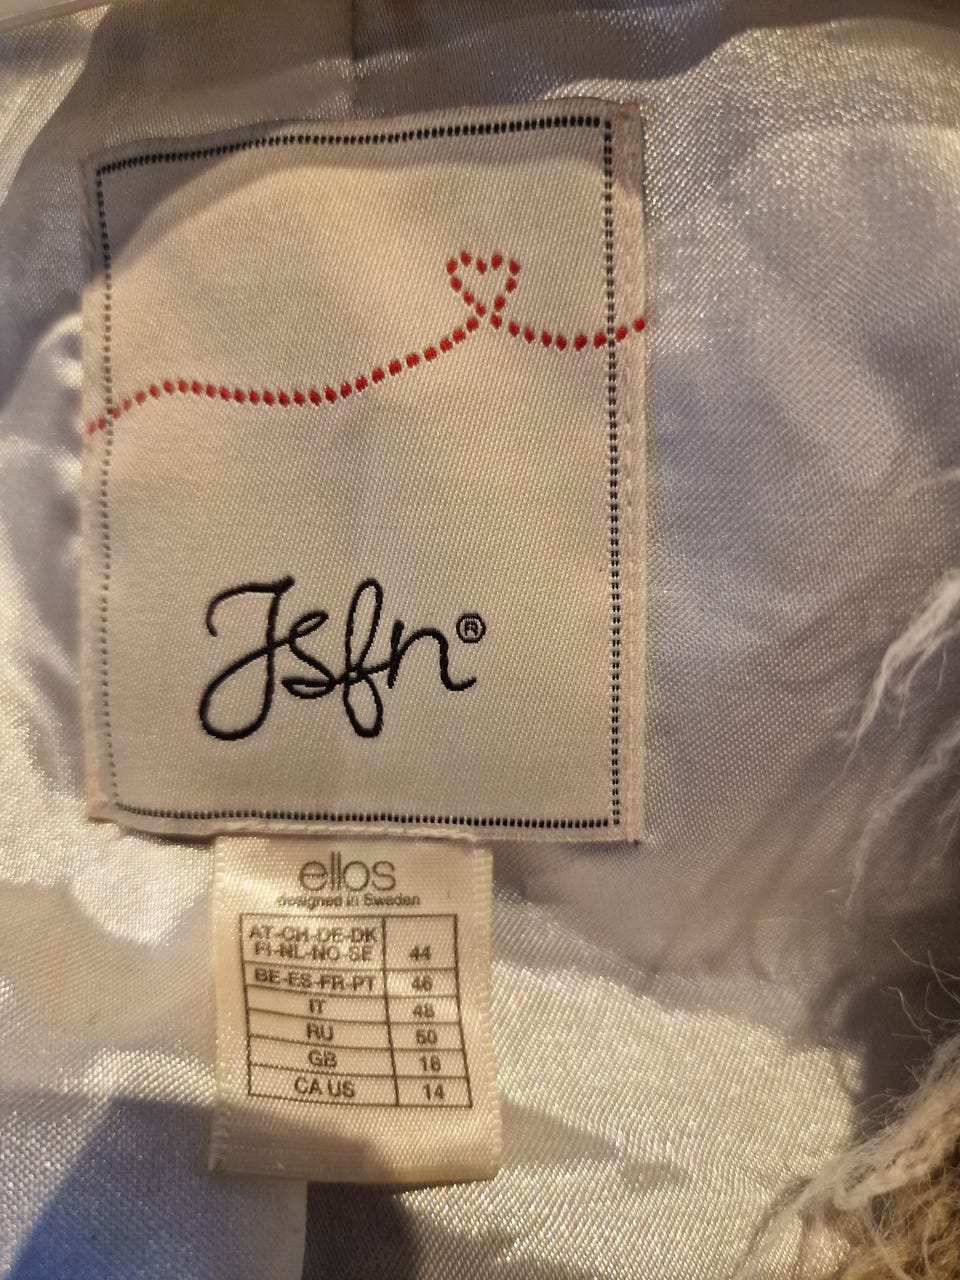 Jsfn®
ellos
designed in Sweden
AT-CH-DE-DK
FI-NL-NO-SE 44
BE-ES-FR-PT 46
IT 48
RU 50
GB 18
CA US 14